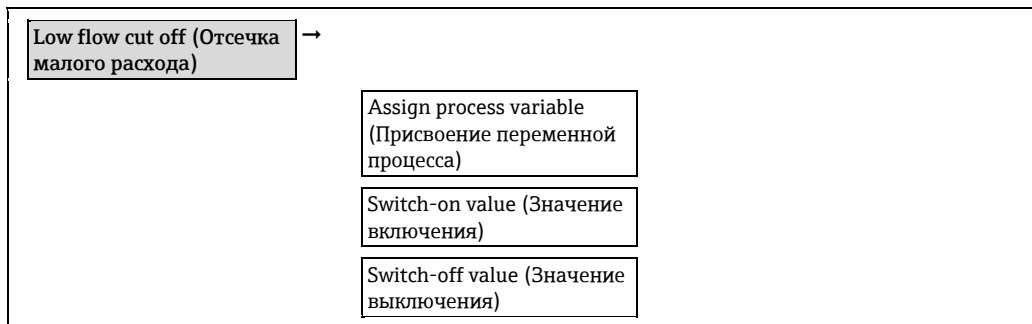 Low flow cut off (Отсечка →
малого расхода)
Assign process variable
(Присвоение переменной
процесса)
Switch-on value (Значение
включения)
Switch-off value (Значение
выключения)